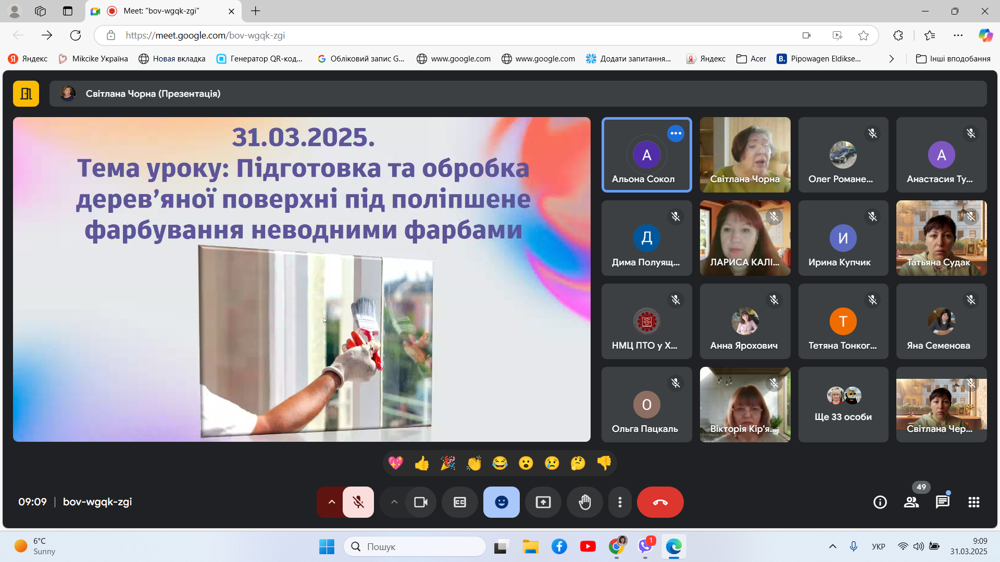 Meet: "bov-wgqk-zgi"
https://meet.google.com/bov-wgqk-zgi
Яндекс
Mikcike Україна
Новая вкладка
Генератор QR-код...
Обліковий запис G...
www.google.com
www.google.com
Додати запитання...
Яндекс
Acer
B.
Pipowagen Eldikse...
Інші вподобання
Світлана Чорна (Презентація)
31.03.2025.
Тема уроку: Підготовка та обробка
дерев’яної поверхні під поліпшене
фарбування неводними фарбами
А
Альона Сокол
Світлана Чорна
Олег Романе...
А
Анастасия Ту...
Д
Дима Полуящ...
ЛАРИСА КАЛІ...
И
Ирина Купчик
Татьяна Судак
НМЦ ПТО у Х...
Анна Ярохович
Т
Тетяна Тонког...
Яна Семенова
О
Ольга Пацкаль
Вікторія Кір'я...
Ще 33 особи
Світлана Чер...
09:09 | bov-wgqk-zgi
49
6°C
Sunny
Пошук
1
УКР
9:09
31.03.2025